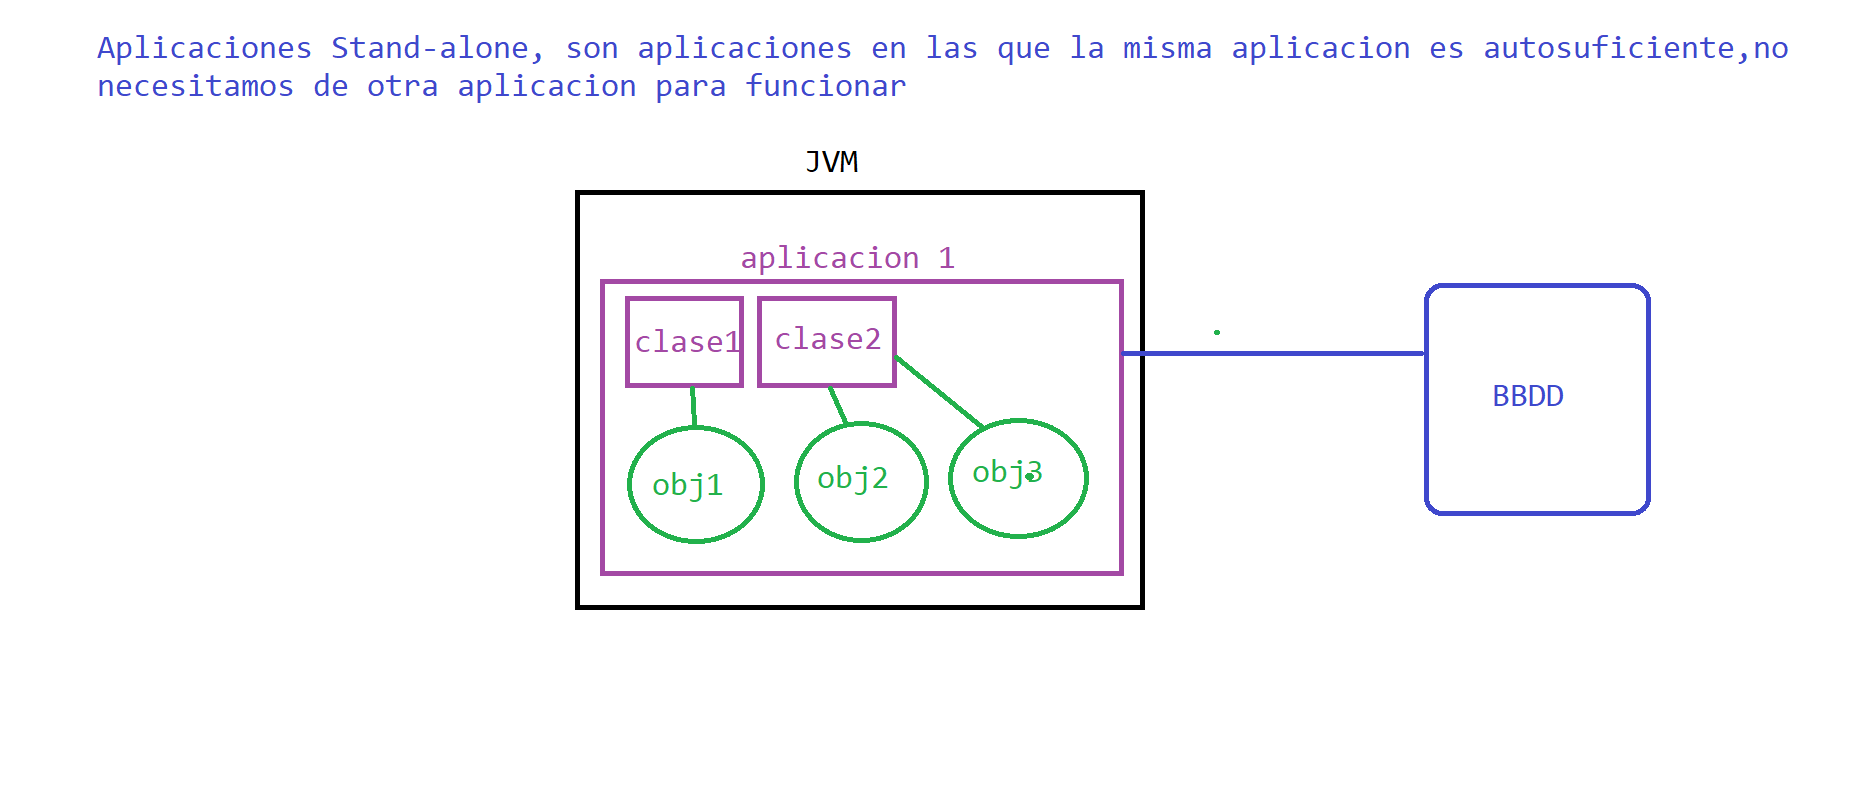 Aplicaciones Stand-alone, son aplicaciones en las que la misma aplicacion es autosuficiente,no
necesitamos de otra aplicacion para funcionar
JVM
aplicacion 1
clase1
clase2
BBDD
obj1
obj2
obj3